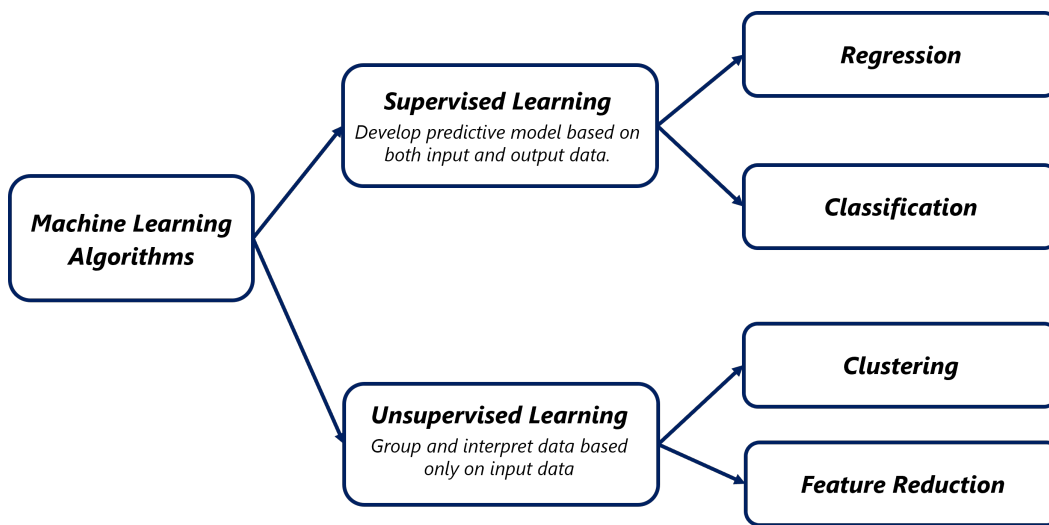 Machine Learning
Algorithms
Supervised Learning
Develop predictive model based on
both input and output data.
Unsupervised Learning
Group and interpret data based
only on input data
Regression
Classification
Clustering
Feature Reduction